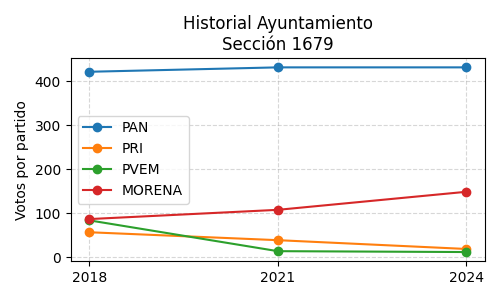 Historial Ayuntamiento
Sección 1679
Votos por partido
400
300
200
100
0
PAN
PRI
PVEM
MORENA
2018
2021
2024